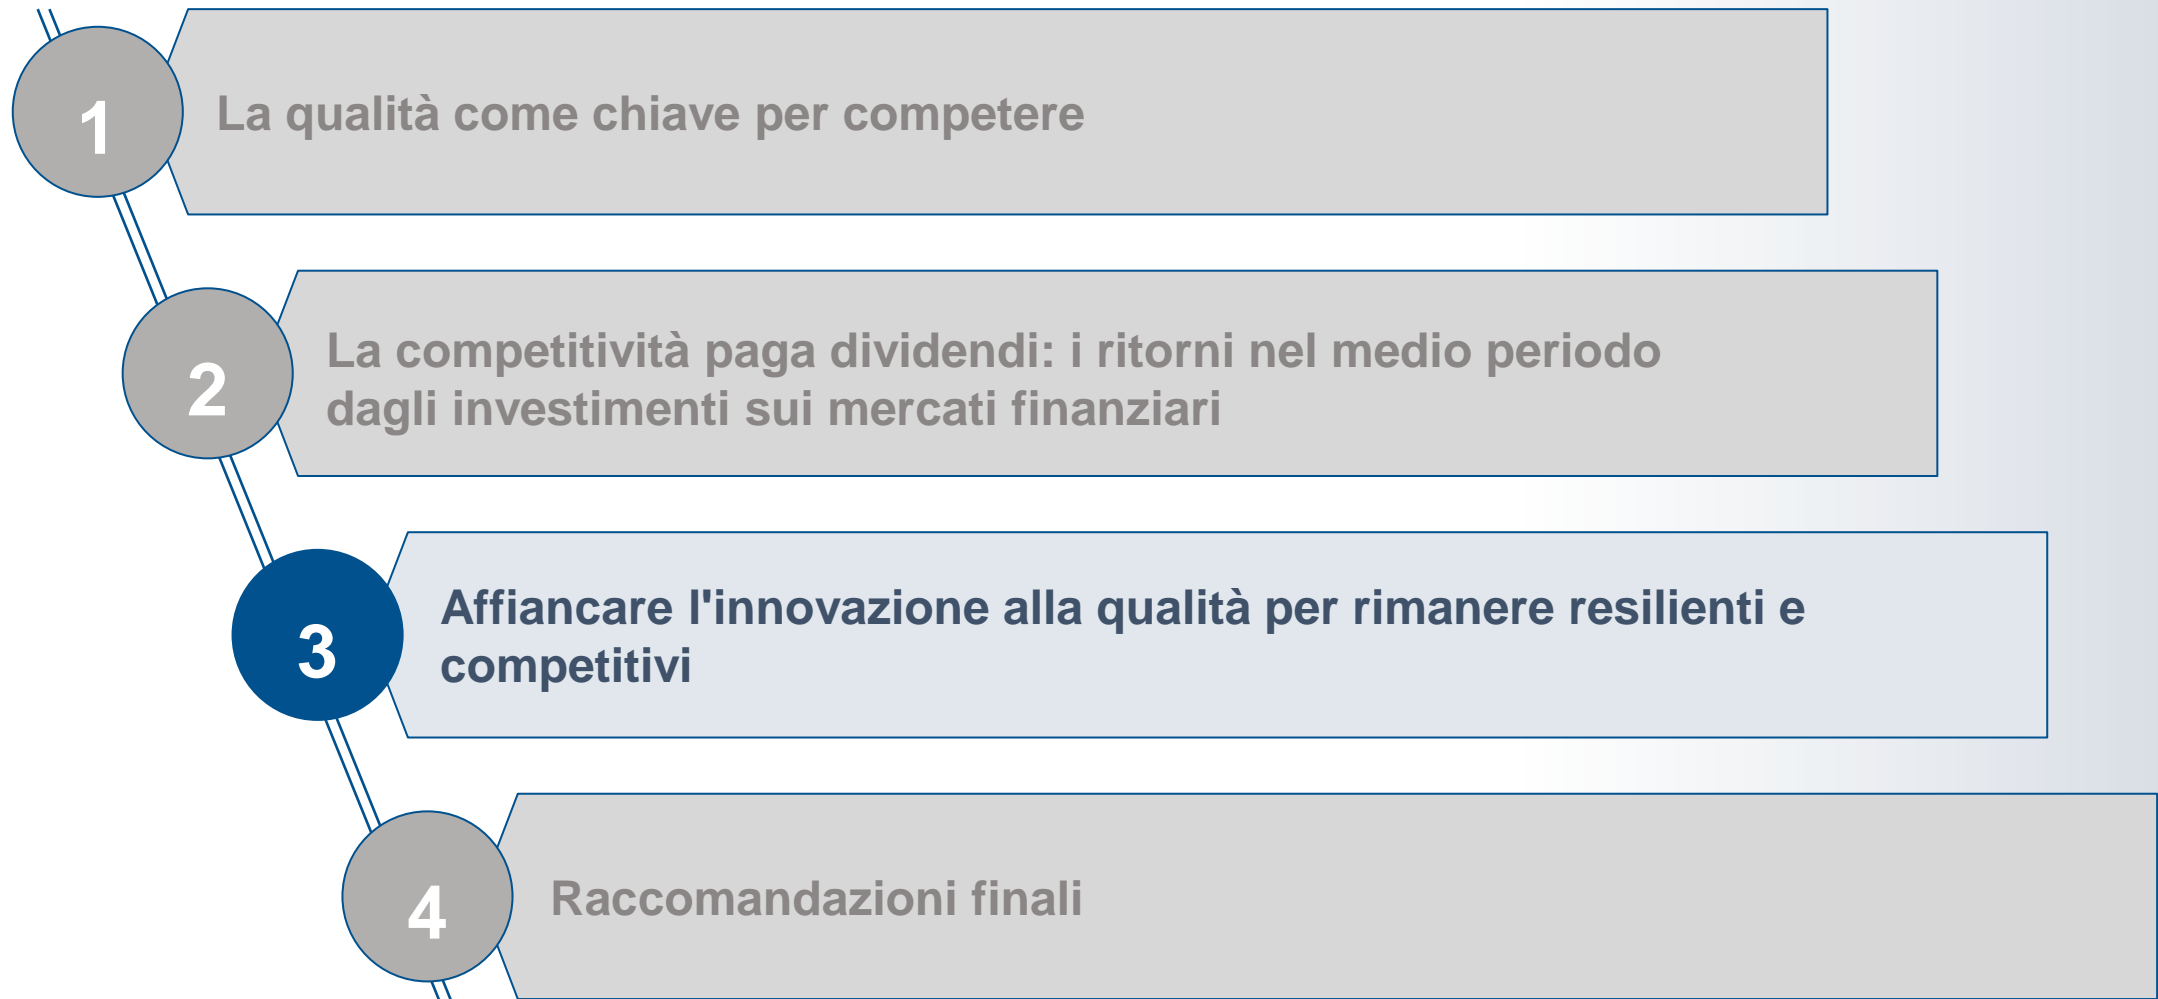 1
La qualità come chiave per competere
2
La competitività paga dividendi: i ritorni nel medio periodo
dagli investimenti sui mercati finanziari
3
Affiancare l'innovazione alla qualità per rimanere resilienti e
competitivi
4
Raccomandazioni finali